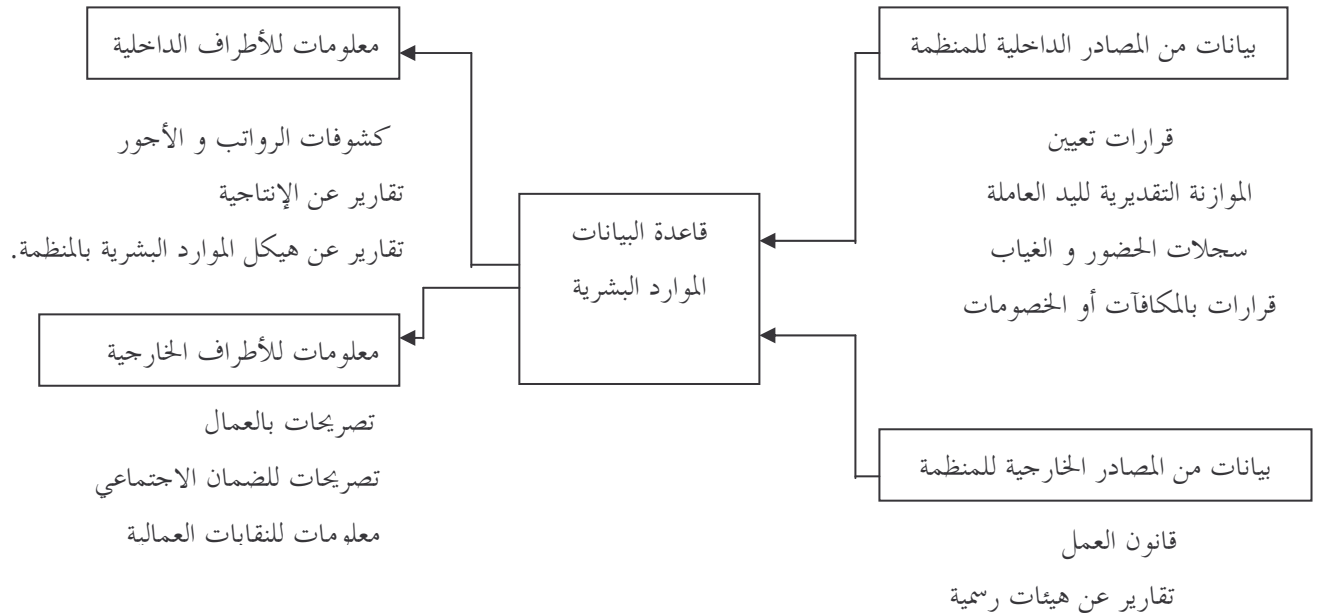 بيانات من المصادر الداخلية للمنظمة
قرارات تعيين
الموازنة التقديرية لليد العاملة
سجلات الحضور و الغياب
قرارات بالمكافآت أو الخصومات
بيانات من المصادر الخارجية للمنظمة
قانون العمل
تقارير عن هيئات رسمية
قاعدة البيانات
الموارد البشرية
معلومات للأطراف الداخلية
كشوفات الرواتب و الأجور
تقارير عن الإنتاجية
تقارير عن هيكل الموارد البشرية بالمنظمة.
معلومات للأطراف الخارجية
تصريحات بالعمال
تصريحات للضمان الاجتماعي
معلومات للنقابات العمالية